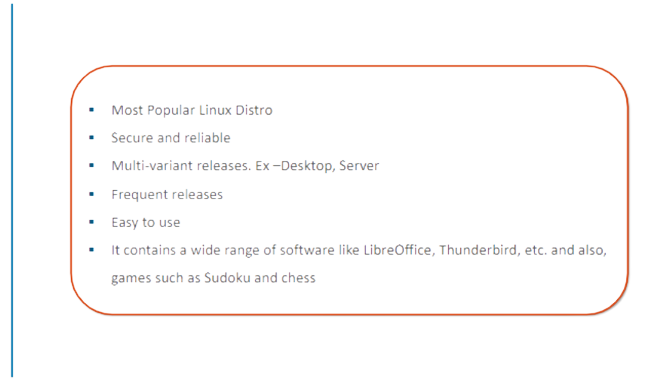 ▪ Most Popular Linux Distro
▪ Secure and reliable
▪ Multi-variant releases. Ex –Desktop, Server
▪ Frequent releases
▪ Easy to use
▪ It contains a wide range of software like LibreOffice, Thunderbird, etc. and also,
games such as Sudoku and chess